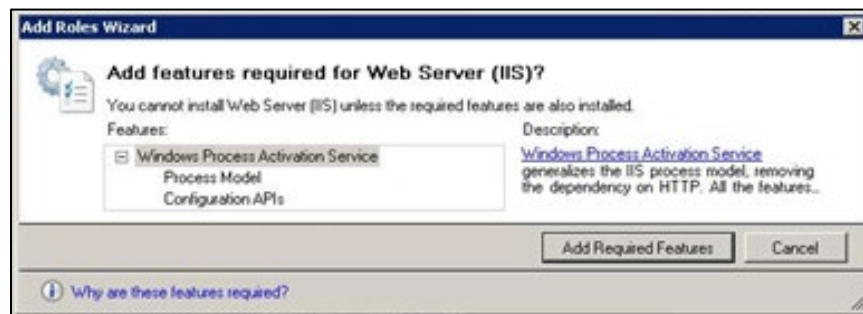 Add Roles Wizard
Add features required for Web Server (IIS)?
You cannot install Web Server (IIS) unless the required features are also installed.
Features:
Description:
Windows Process Activation Service
Process Model
Configuration APIs
Windows Process Activation Service
generalizes the IIS process model, removing
the dependency on HTTP. All the features...
Add Required Features
Cancel
Why are these features required?